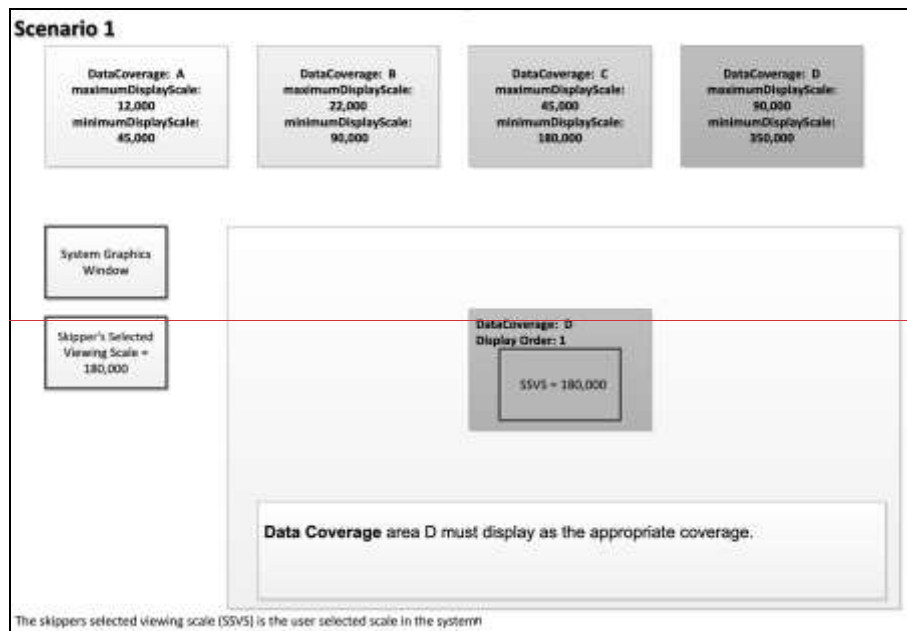 Scenario 1
DataCoverage: A
maximumDisplayScale:
12,000
minimumDisplayScale:
45,000
DataCoverage: B
maximumDisplayScale:
22,000
minimumDisplayScale:
90,000
DataCoverage: C
maximumDisplayScale:
45,000
minimumDisplayScale:
180,000
DataCoverage: D
maximumDisplayScale:
90,000
minimumDisplayScale:
350,000
System Graphics
Window
Skipper's Selected
Viewing Scale =
180,000
DataCoverage: D
Display Order: 1
SSVS = 180,000
Data Coverage area D must display as the appropriate coverage.
The skippers selected viewing scale (SSVS) is the user selected scale in the system